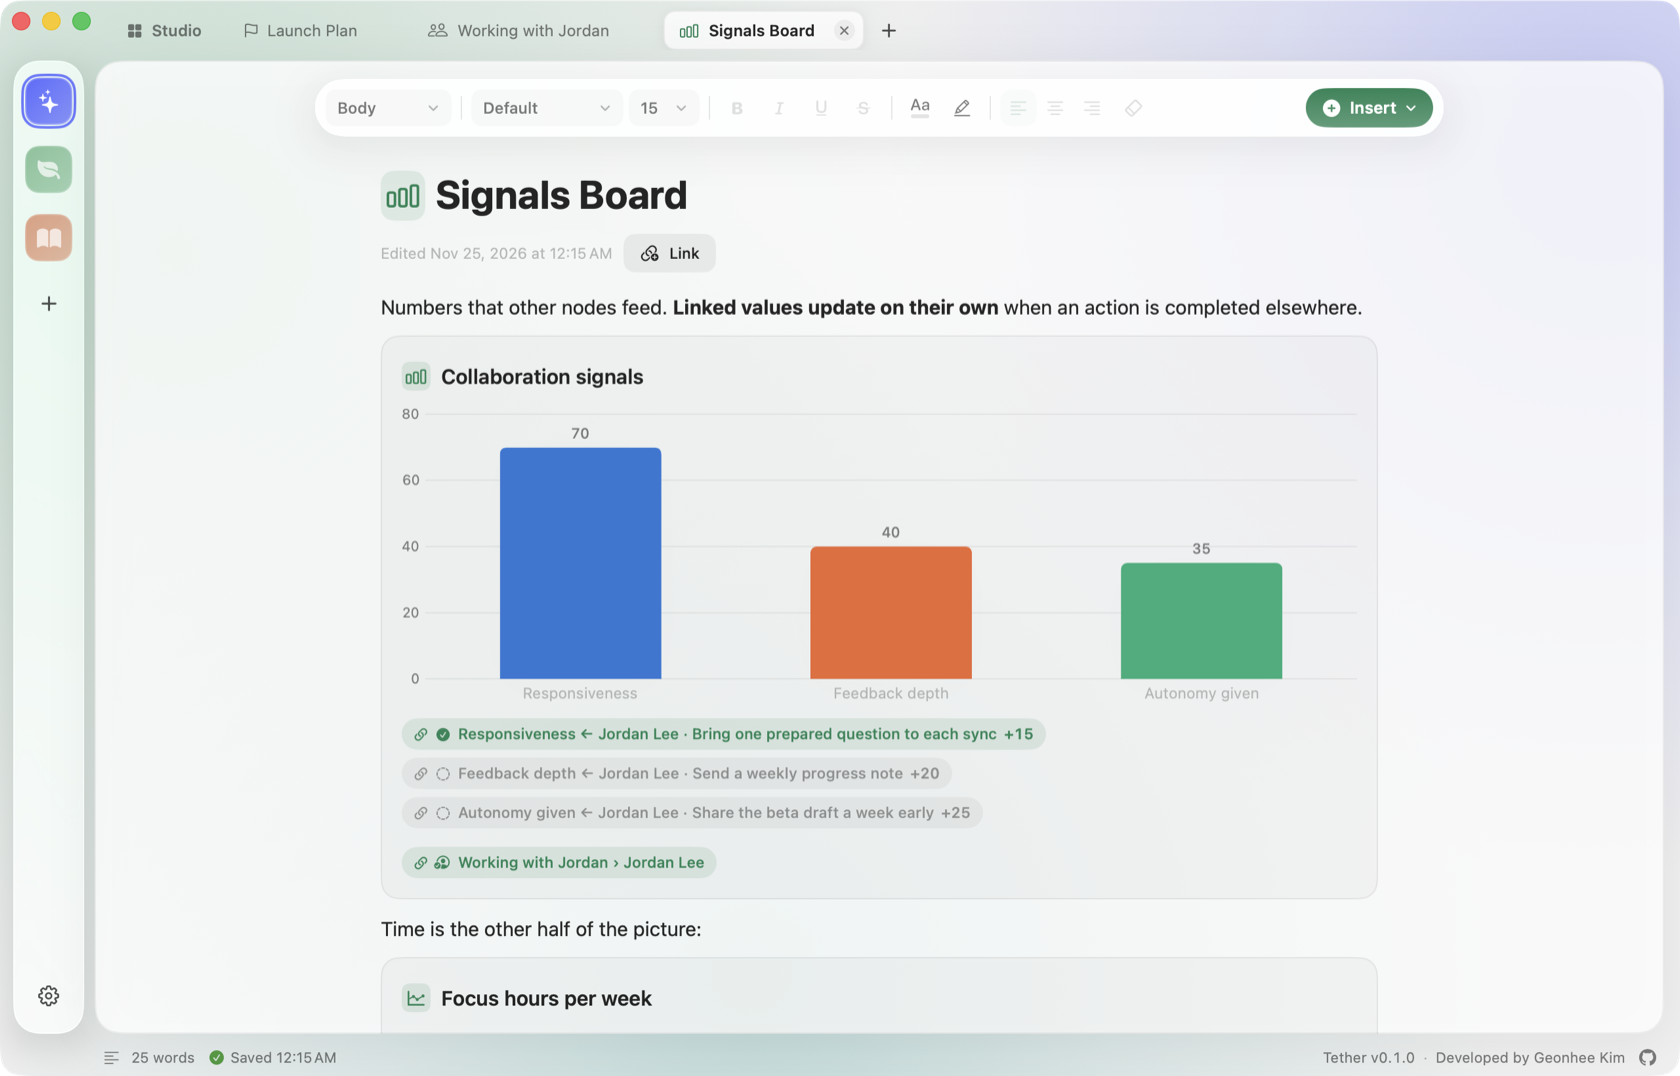 Studio
Launch Plan
Working with Jordan
Signals Board
Body
Default
15
B
I
U
S
Aa
Insert
Signals Board
Edited Nov 25, 2026 at 12:15 AM
Link
Numbers that other nodes feed. Linked values update on their own when an action is completed elsewhere.
Collaboration signals
80
70
60
40
40
35
20
0
Responsiveness
Feedback depth
Autonomy given
Responsiveness ← Jordan Lee · Bring one prepared question to each sync +15
Feedback depth ← Jordan Lee · Send a weekly progress note +20
Autonomy given ← Jordan Lee · Share the beta draft a week early +25
Working with Jordan › Jordan Lee
Time is the other half of the picture:
Focus hours per week
25 words
Saved 12:15 AM
Tether v0.1.0 · Developed by Geonhee Kim